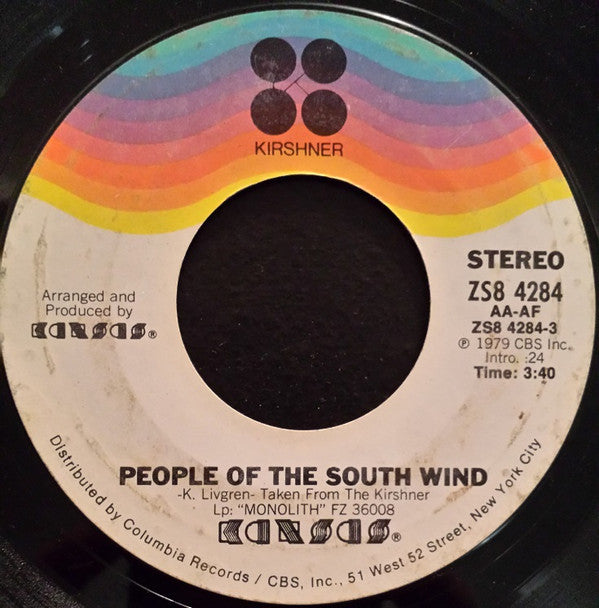 KIRSHNER
STEREO
ZS8 4284
AA-AF
ZS8 4284-3
℗ 1979 CBS Inc.
Intro. :24
Time: 3:40
Arranged and
Produced by
KANSAS®
PEOPLE OF THE SOUTH WIND
-K. Livgren- Taken From The Kirshner
Lp: "MONOLITH" FZ 36008
KANSAS®
Distributed by Columbia Records / CBS, Inc., 51 West 52 Street, New York City